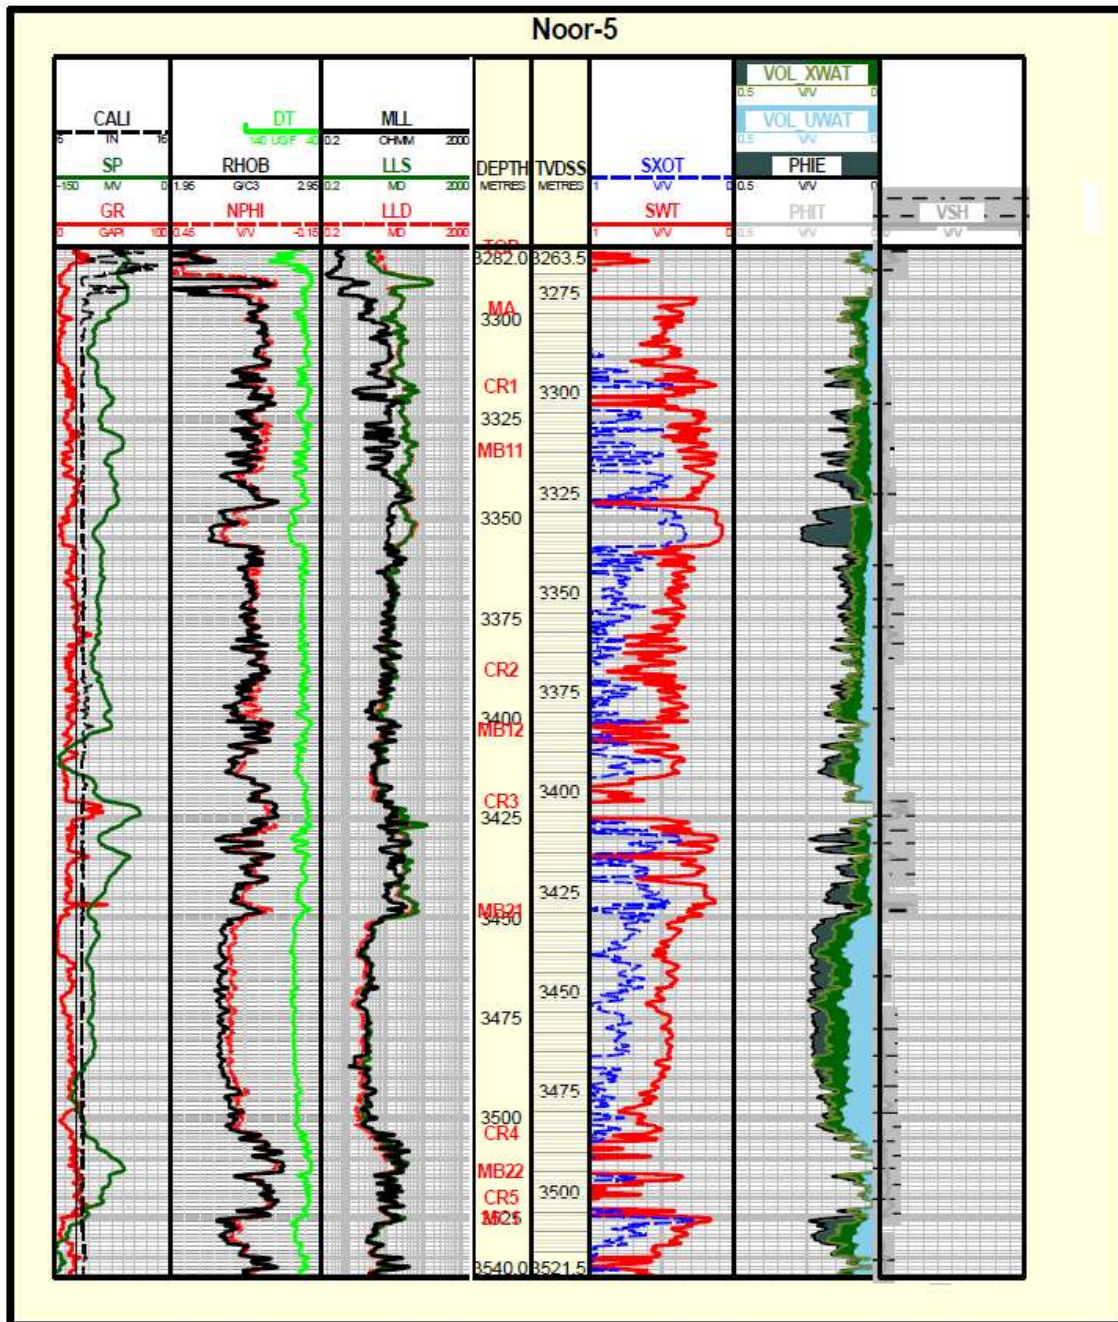 Noor-5
VOL_XWAT
0.5 V/V 0
VOL_UWAT
0.5 V/V 0
CALI DT MLL
6 IN 16 140 US/F 40 0.2 OHMM 2000
SP RHOB LLS DEPTH TVDSS SXOT PHIE
-150 MV 0 1.95 G/C3 2.95 0.2 MD 2000 METRES METRES 1 V/V 0 0.5 V/V 0
GR NPHI LLD SWT PHIT VSH
0 GAPI 100 0.45 V/V -0.15 0.2 MD 2000 1 V/V 0 0.5 V/V 0 V/V
TOP
3282.0 3263.5
3275
MA
3300
CR1
3300
3325
MB11
3325
3350
3350
3375
CR2
3375
3400
MB12
3400
CR3
3425
3425
MB21
3450
3450
3475
3475
3500
CR4
MB22
3500
CR5
3525
3540.0 3521.5